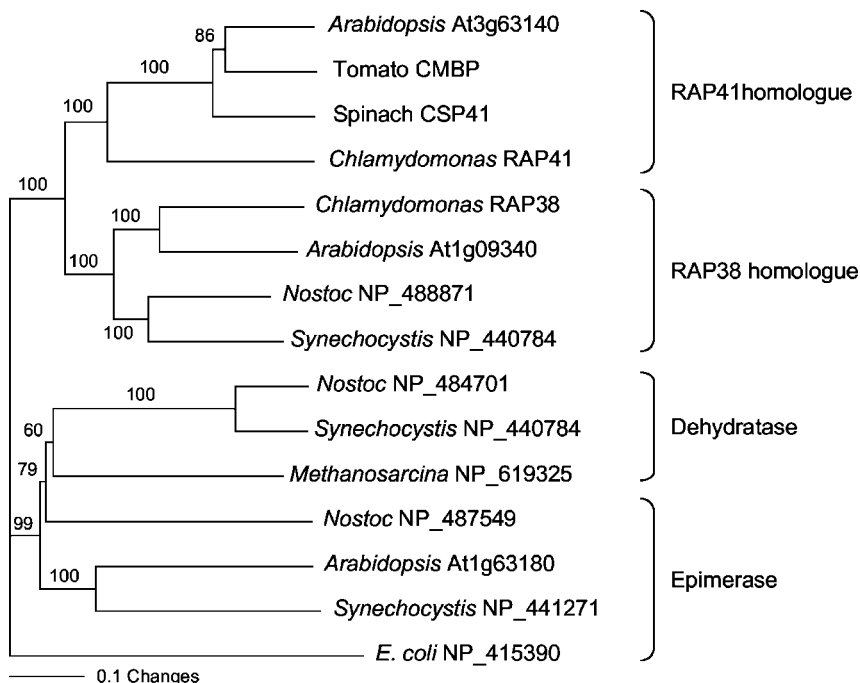 86
Arabidopsis At3g63140
100
Tomato CMBP
Spinach CSP41
100
Chlamydomonas RAP41
RAP41homologue
100
Chlamydomonas RAP38
100
Arabidopsis At1g09340
100
Nostoc NP_488871
100
Synechocystis NP_440784
RAP38 homologue
Nostoc NP_484701
100
Synechocystis NP_440784
60
Methanosarcina NP_619325
Dehydratase
79
Nostoc NP_487549
99
Arabidopsis At1g63180
100
Synechocystis NP_441271
Epimerase
E. coli NP_415390
0.1 Changes